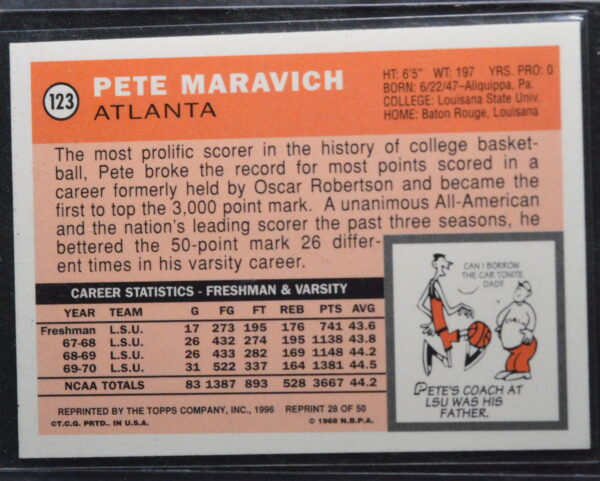 123
PETE MARAVICH
ATLANTA
HT: 6'5" WT: 197 YRS. PRO: 0
BORN: 6/22/47–Aliquippa, Pa.
COLLEGE: Louisiana State Univ.
HOME: Baton Rouge, Louisiana
The most prolific scorer in the history of college basket-
ball, Pete broke the record for most points scored in a
career formerly held by Oscar Robertson and became the
first to top the 3,000 point mark. A unanimous All-American
and the nation's leading scorer the past three seasons, he
bettered the 50-point mark 26 differ-
ent times in his varsity career.
CAREER STATISTICS - FRESHMAN & VARSITY
YEAR TEAM G FG FT REB PTS AVG
Freshman L.S.U. 17 273 195 176 741 43.6
67-68 L.S.U. 26 432 274 195 1138 43.8
68-69 L.S.U. 26 433 282 169 1148 44.2
69-70 L.S.U. 31 522 337 164 1381 44.5
NCAA TOTALS 83 1387 893 528 3667 44.2
REPRINTED BY THE TOPPS COMPANY, INC., 1996 REPRINT 28 OF 50
©T.C.G. PRTD.. IN U.S.A. © 1968 N.B.P.A.
CAN I BORROW
THE CAR TONITE
DAD?
PETE'S COACH AT
LSU WAS HIS
FATHER.